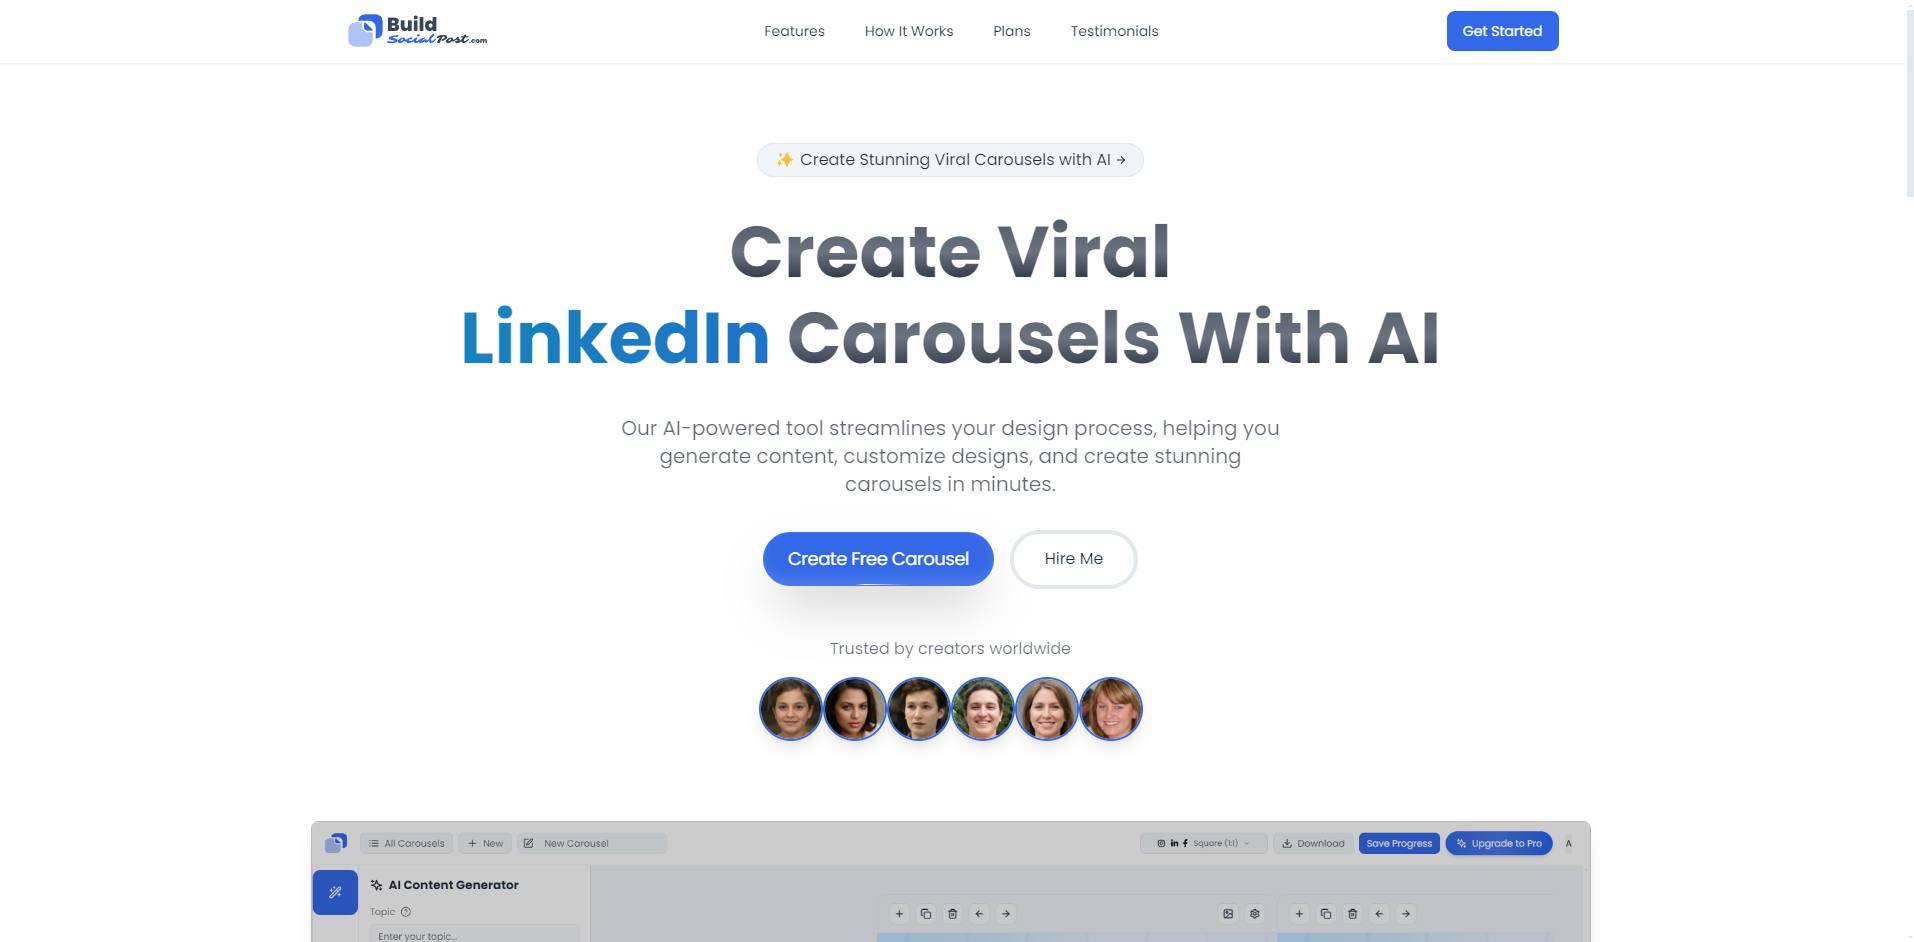 Build
SocialPost.com
Features
How It Works
Plans
Testimonials
Get Started
✨ Create Stunning Viral Carousels with AI →
Create Viral
LinkedIn Carousels With AI
Our AI-powered tool streamlines your design process, helping you
generate content, customize designs, and create stunning
carousels in minutes.
Create Free Carousel
Hire Me
Trusted by creators worldwide
All Carousels
New
New Carousel
Square (1:1)
Download
Save Progress
Upgrade to Pro
A
AI Content Generator
Topic
Enter your topic...